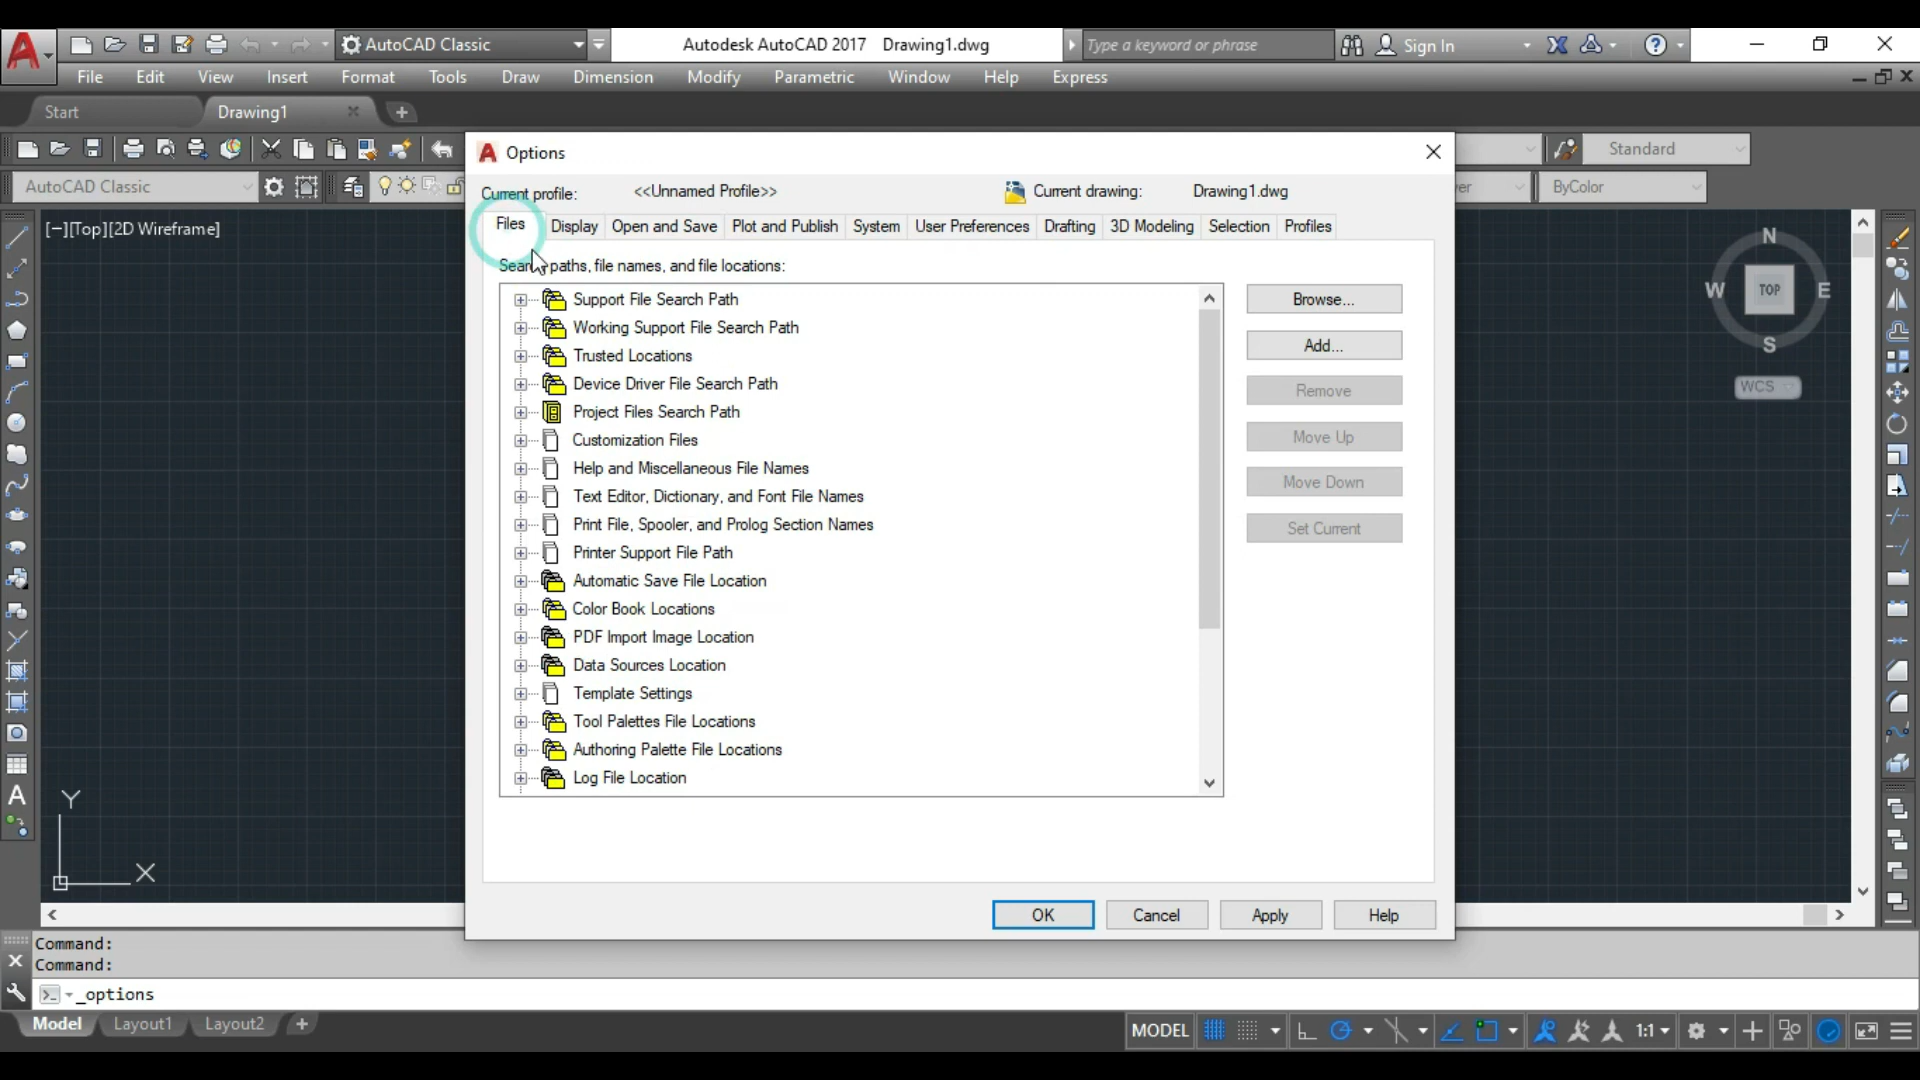 AutoCAD Classic
Autodesk AutoCAD 2017 Drawing1.dwg
Type a keyword or phrase
Sign In
File Edit View Insert Format Tools Draw Dimension Modify Parametric Window Help Express
Start
Drawing1
Standard
AutoCAD Classic
ByColor
[−][Top][2D Wireframe]
N
W
TOP
E
S
WCS
Options
Current profile:
<<Unnamed Profile>>
Current drawing:
Drawing1.dwg
Files Display Open and Save Plot and Publish System User Preferences Drafting 3D Modeling Selection Profiles
paths, file names, and file locations:
Support File Search Path
Working Support File Search Path
Trusted Locations
Device Driver File Search Path
Project Files Search Path
Customization Files
Help and Miscellaneous File Names
Text Editor, Dictionary, and Font File Names
Print File, Spooler, and Prolog Section Names
Printer Support File Path
Automatic Save File Location
Color Book Locations
PDF Import Image Location
Data Sources Location
Template Settings
Tool Palettes File Locations
Authoring Palette File Locations
Log File Location
Browse...
Add...
Remove
Move Up
Move Down
Set Current
OK
Cancel
Apply
Help
Y
X
Command:
Command:
_options
Model
Layout1
Layout2
MODEL
1:1